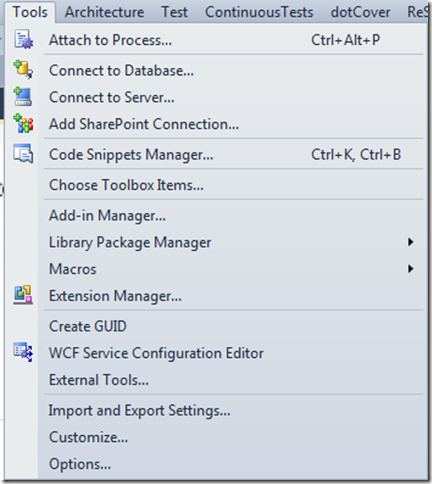 Tools Architecture Test ContinuousTests dotCover ReS
Attach to Process... Ctrl+Alt+P
Connect to Database...
Connect to Server...
Add SharePoint Connection...
Code Snippets Manager... Ctrl+K, Ctrl+B
Choose Toolbox Items...
Add-in Manager...
Library Package Manager
Macros
Extension Manager...
Create GUID
WCF Service Configuration Editor
External Tools...
Import and Export Settings...
Customize...
Options...